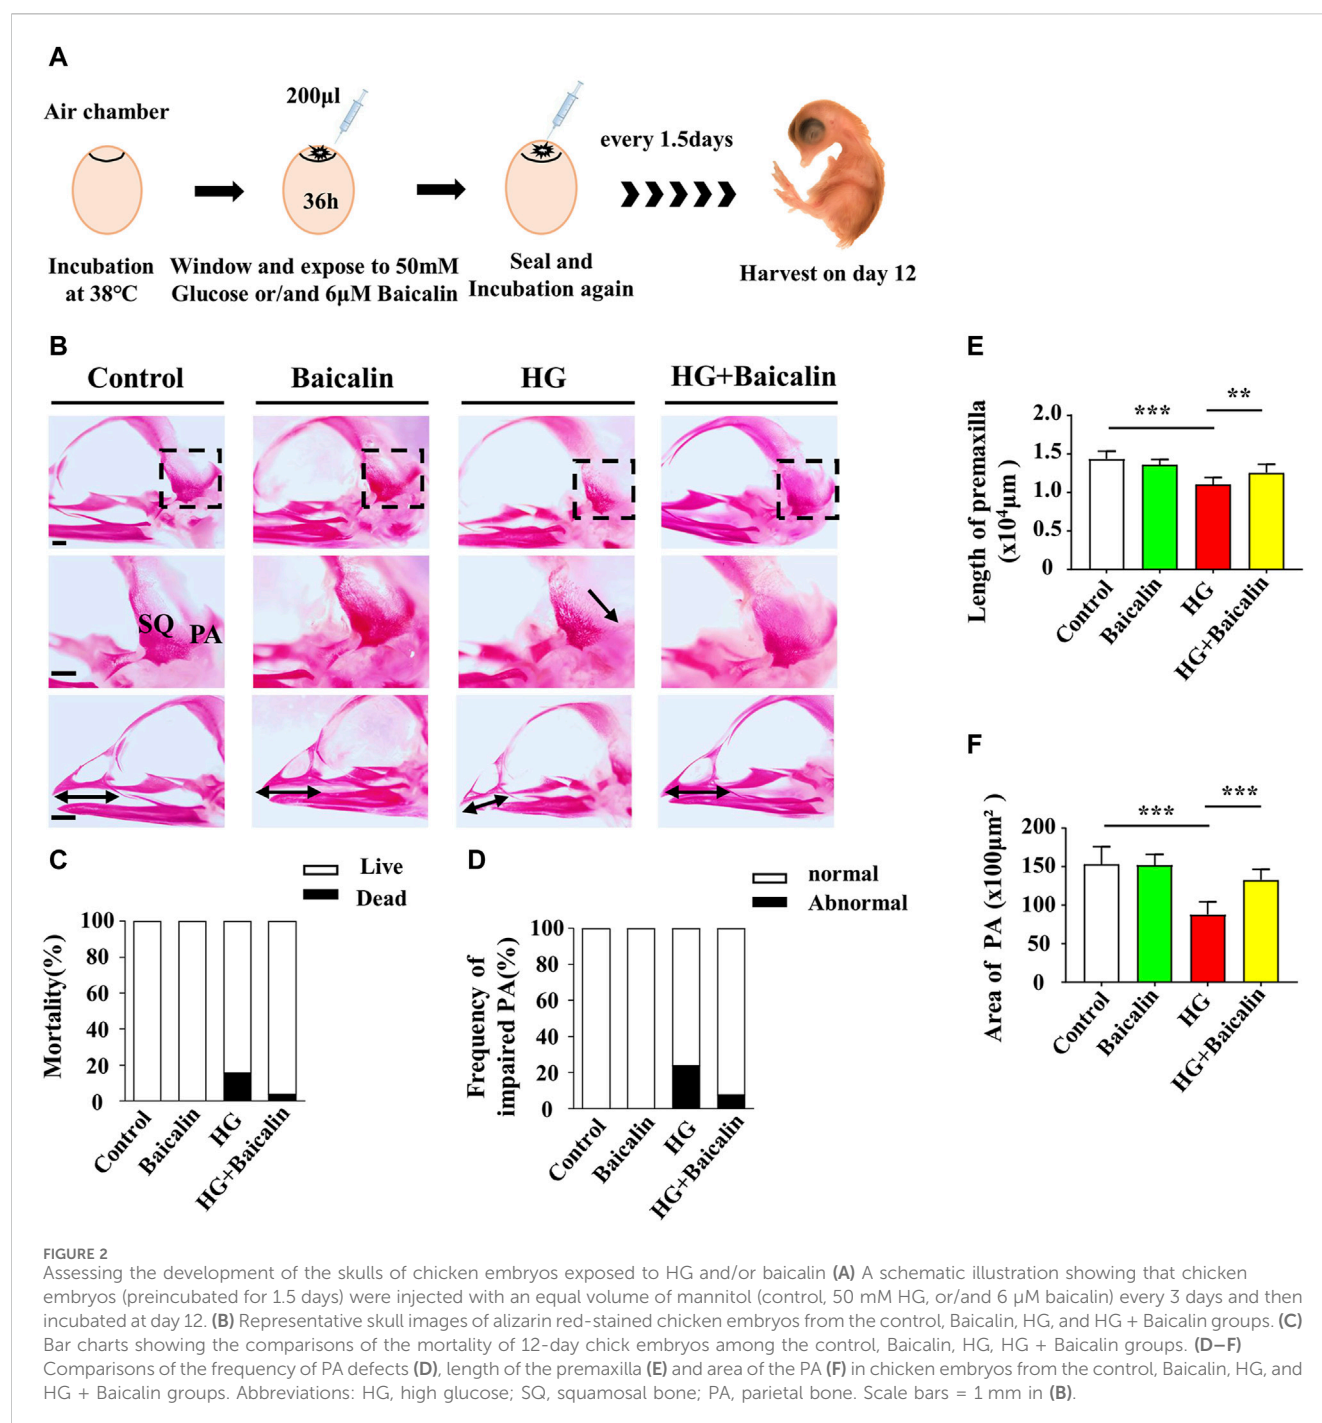 A
Air chamber
200μl
every 1.5days
36h
Incubation
at 38℃
Window and expose to 50mM
Glucose or/and 6μM Baicalin
Seal and
Incubation again
Harvest on day 12
B
Control
Baicalin
HG
HG+Baicalin
SQ
PA
C
Live
Dead
Mortality(%)
100
80
60
40
20
0
Control
Baicalin
HG
HG+Baicalin
D
normal
Abnormal
Frequency of
impaired PA(%)
100
80
60
40
20
0
Control
Baicalin
HG
HG+Baicalin
E
Length of premaxilla
(x10⁴μm )
2.0
1.5
1.0
0.5
0
***
**
Control
Baicalin
HG
HG+Baicalin
F
Area of PA (x100μm² )
200
150
100
50
0
***
***
Control
Baicalin
HG
HG+Baicalin
FIGURE 2
Assessing the development of the skulls of chicken embryos exposed to HG and/or baicalin (A) A schematic illustration showing that chicken
embryos (preincubated for 1.5 days) were injected with an equal volume of mannitol (control, 50 mM HG, or/and 6 μM baicalin) every 3 days and then
incubated at day 12. (B) Representative skull images of alizarin red-stained chicken embryos from the control, Baicalin, HG, and HG + Baicalin groups. (C)
Bar charts showing the comparisons of the mortality of 12-day chick embryos among the control, Baicalin, HG, HG + Baicalin groups. (D–F)
Comparisons of the frequency of PA defects (D), length of the premaxilla (E) and area of the PA (F) in chicken embryos from the control, Baicalin, HG, and
HG + Baicalin groups. Abbreviations: HG, high glucose; SQ, squamosal bone; PA, parietal bone. Scale bars = 1 mm in (B).